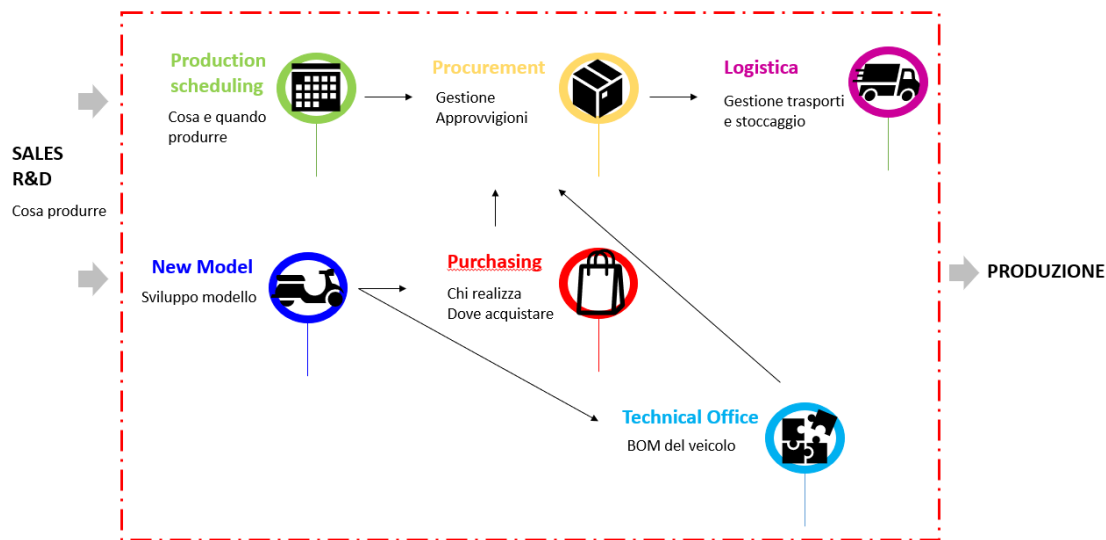 SALES
R&D
Cosa produrre
Production
scheduling
Cosa e quando
produrre
Procurement
Gestione
Approvvigioni
Logistica
Gestione trasporti
e stoccaggio
New Model
Sviluppo modello
Purchasing
Chi realizza
Dove acquistare
Technical Office
BOM del veicolo
PRODUZIONE